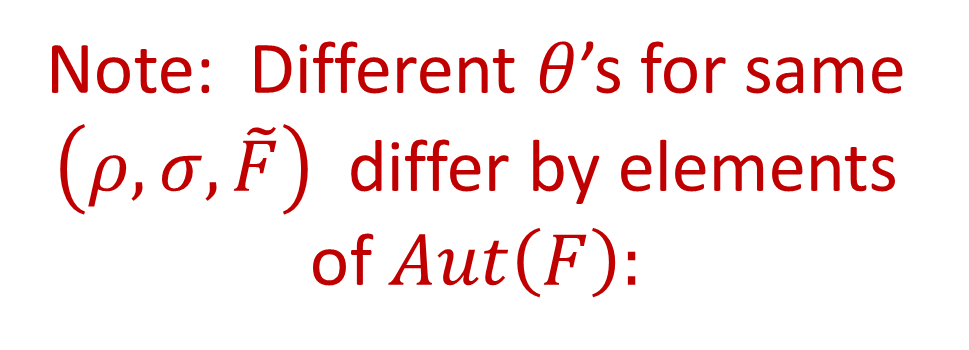 Note: Different 𝜃’s for same
(𝜌, 𝜎, 𝐹̃) differ by elements
of 𝐴𝑢𝑡(𝐹):